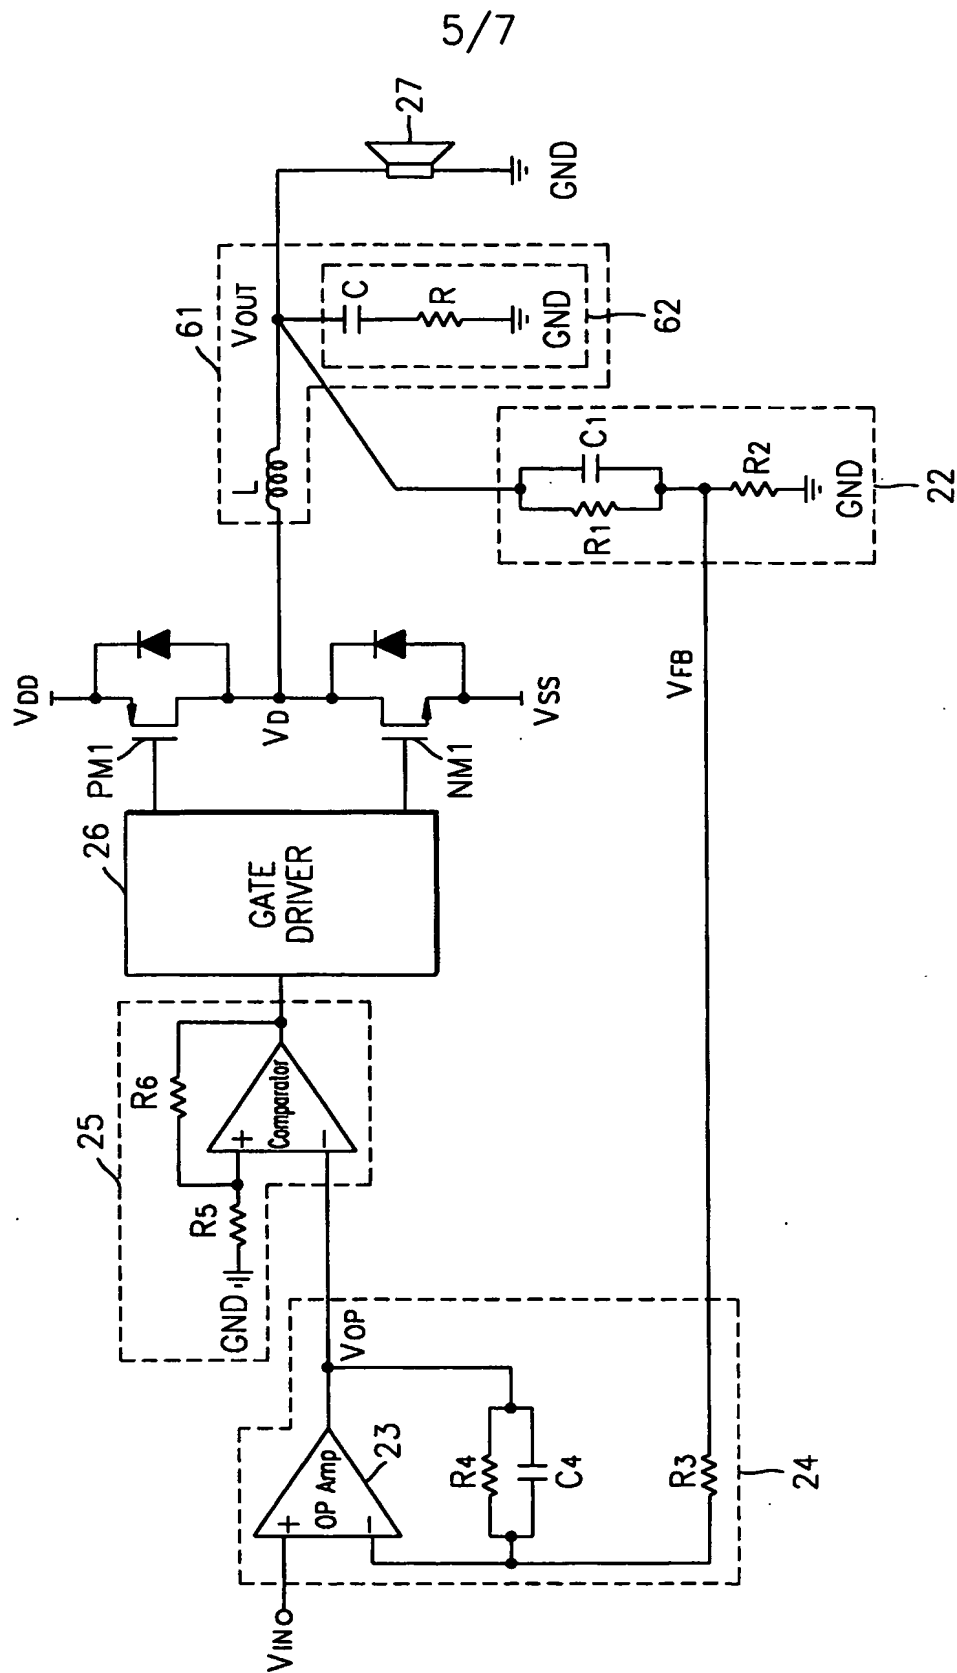 5/7
27
GND
61
VOUT
C
R
GND
62
L
C1
R1
R2
GND
22
VDD
PM1
VD
NM1
VSS
VFB
26
GATE
DRIVER
25
R6
+
Comparator
−
R5
GND
VOP
+
OP Amp
−
23
R4
C4
R3
24
VIN